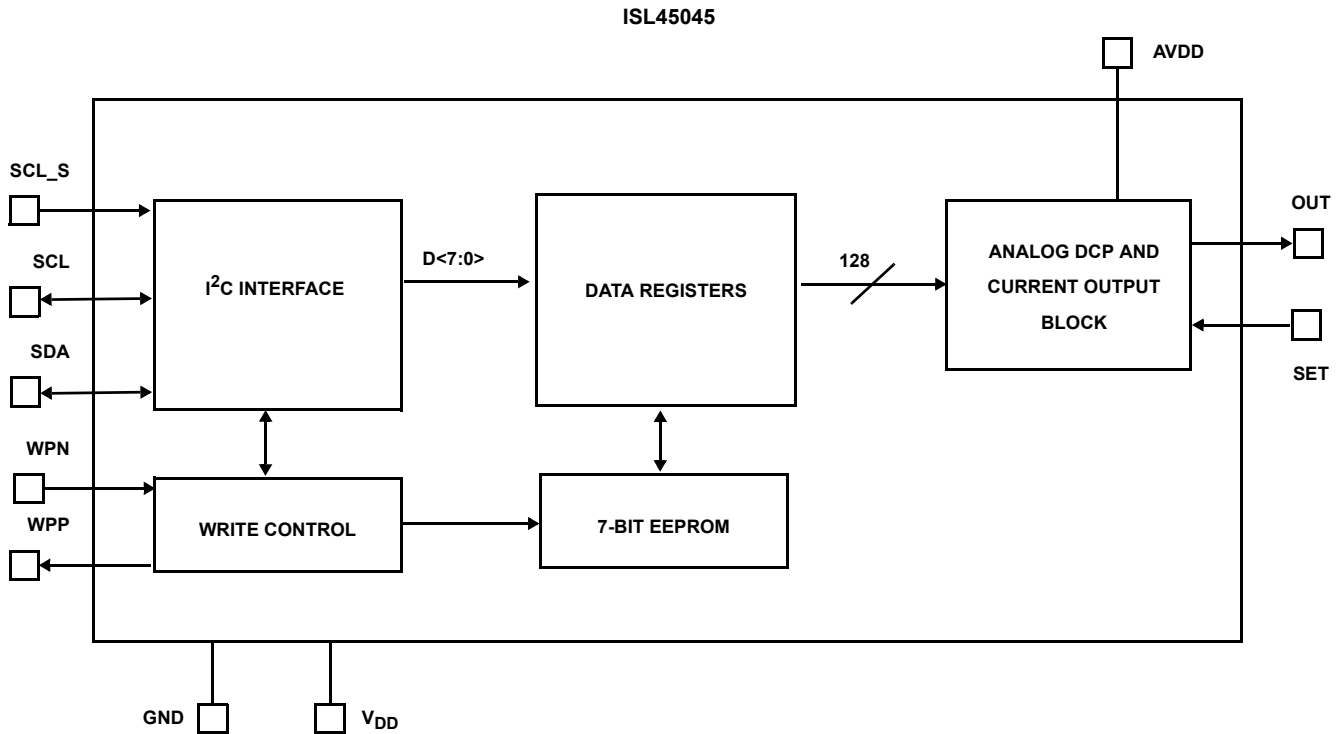 ISL45045
AVDD
SCL_S
OUT
SCL
D<7:0>
128
I2C INTERFACE
DATA REGISTERS
ANALOG DCP AND
CURRENT OUTPUT
BLOCK
SDA
SET
WPN
WPP
WRITE CONTROL
7-BIT EEPROM
GND
VDD